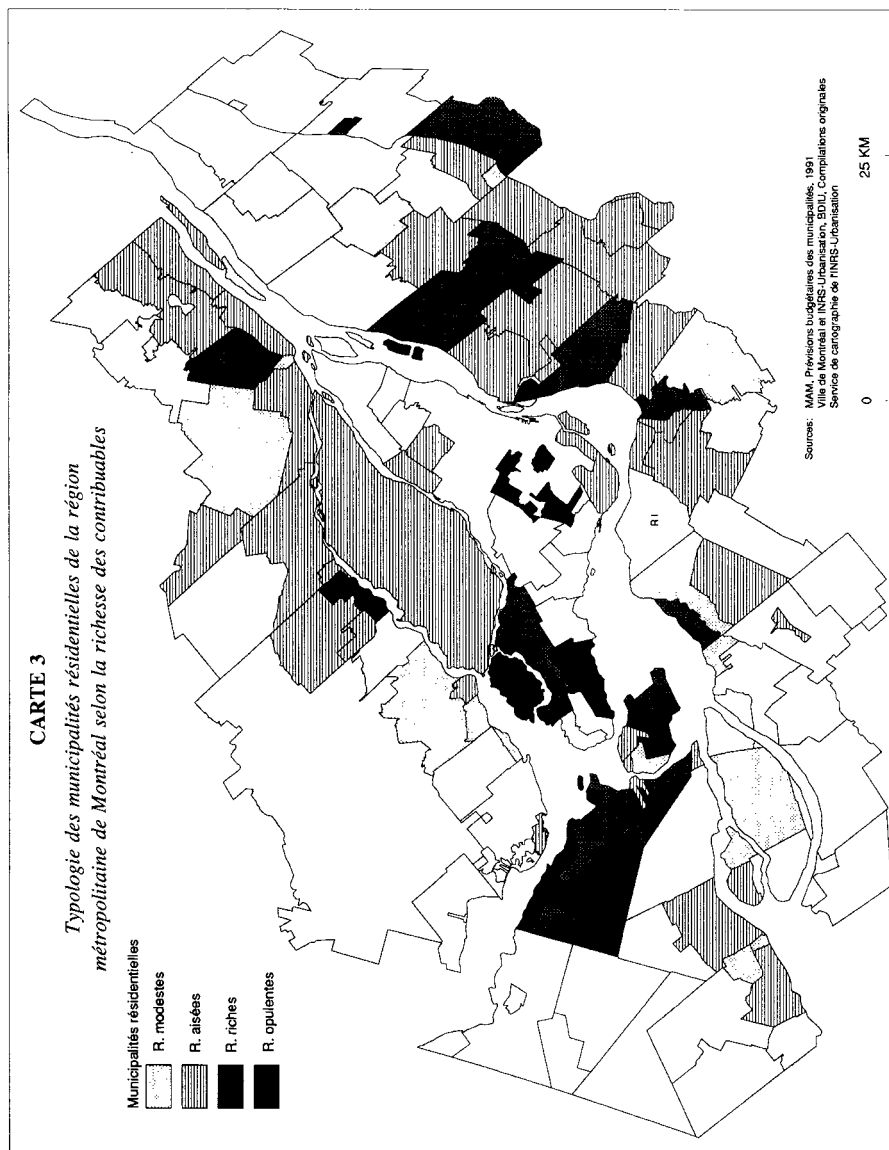 CARTE 3
Typologie des municipalités résidentielles de la région
métropolitaine de Montréal selon la richesse des contribuables
Municipalités résidentielles
R. modestes
R. aisées
R. riches
R. opulentes
RI
Sources: MAM, Prévisions budgétaires des municipalités, 1991
Ville de Montréal et INRS-Urbanisation, BDIU, Compilations originales
Service de cartographie de l'INRS-Urbanisation
0 25 KM